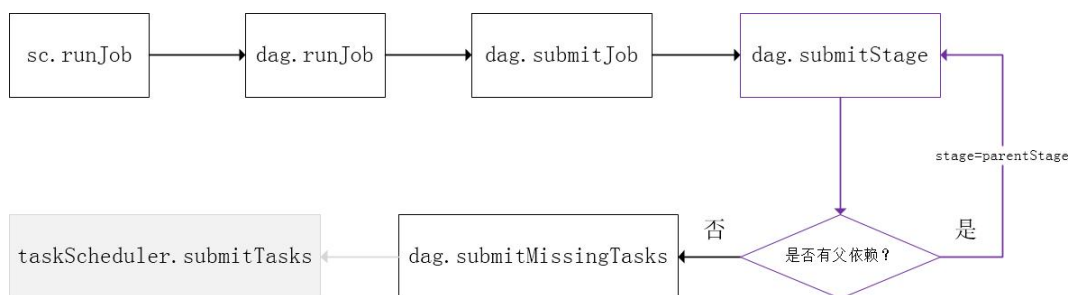 sc.runJob
dag.runJob
dag.submitJob
dag.submitStage
stage=parentStage
taskScheduler.submitTasks
dag.submitMissingTasks
否
是否有父依赖?
是